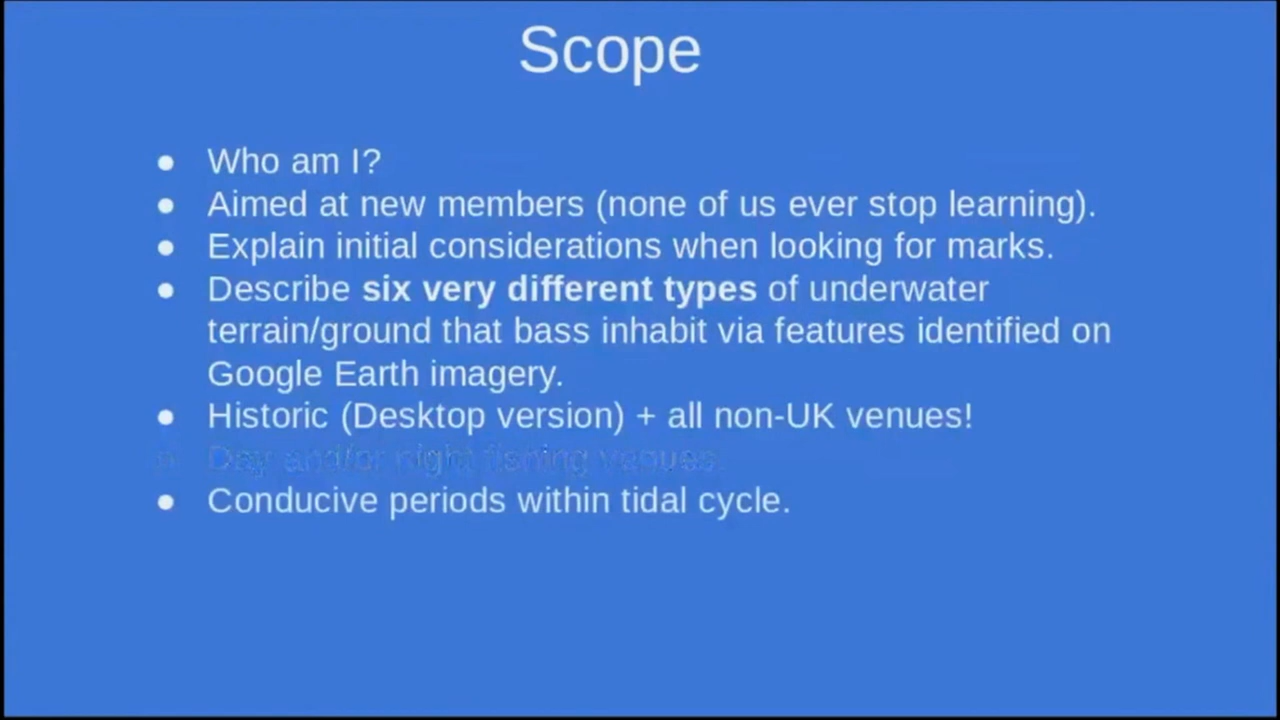 Scope
● Who am I?
● Aimed at new members (none of us ever stop learning).
● Explain initial considerations when looking for marks.
● Describe six very different types of underwater
terrain/ground that bass inhabit via features identified on
Google Earth imagery.
● Historic (Desktop version) + all non-UK venues!
● Day and/or night fishing venues.
● Conducive periods within tidal cycle.